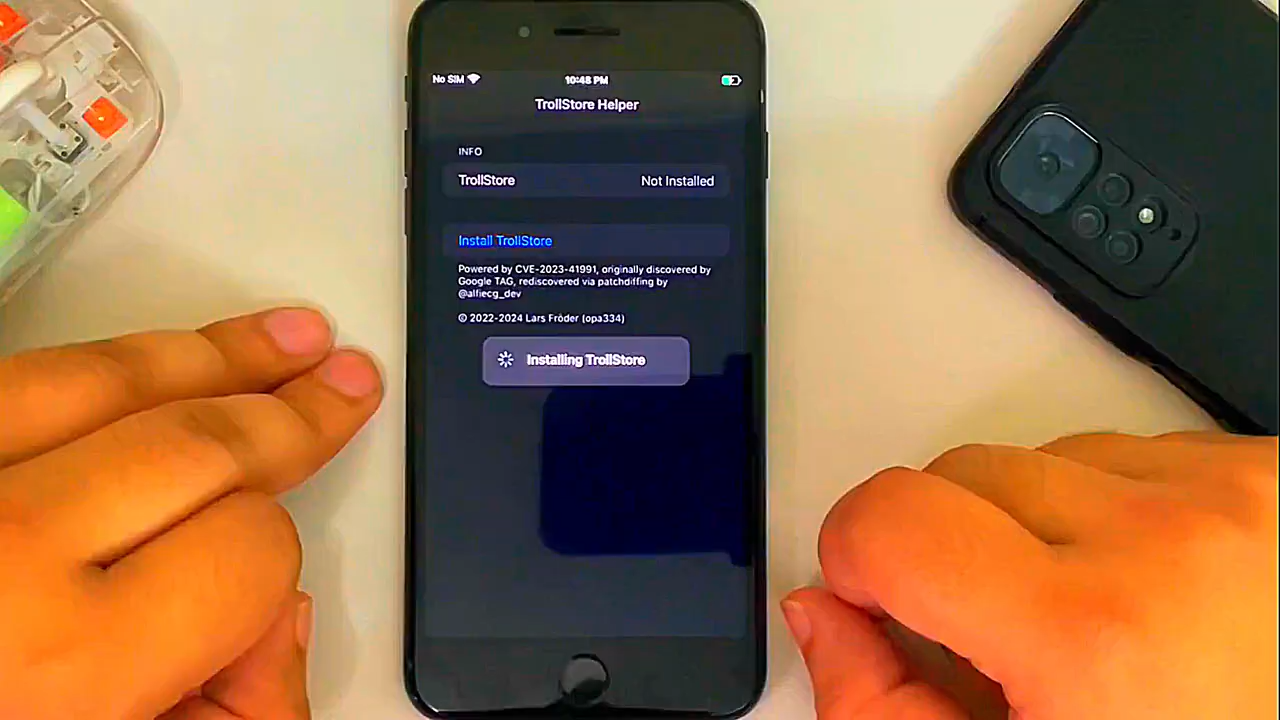 No SIM 10:48 PM
TrollStore Helper
INFO
TrollStore Not Installed
Install TrollStore
Powered by CVE-2023-41991, originally discovered by
Google TAG, rediscovered via patchdiffing by
@alfiecg_dev
© 2022-2024 Lars Fröder (opa334)
Installing TrollStore